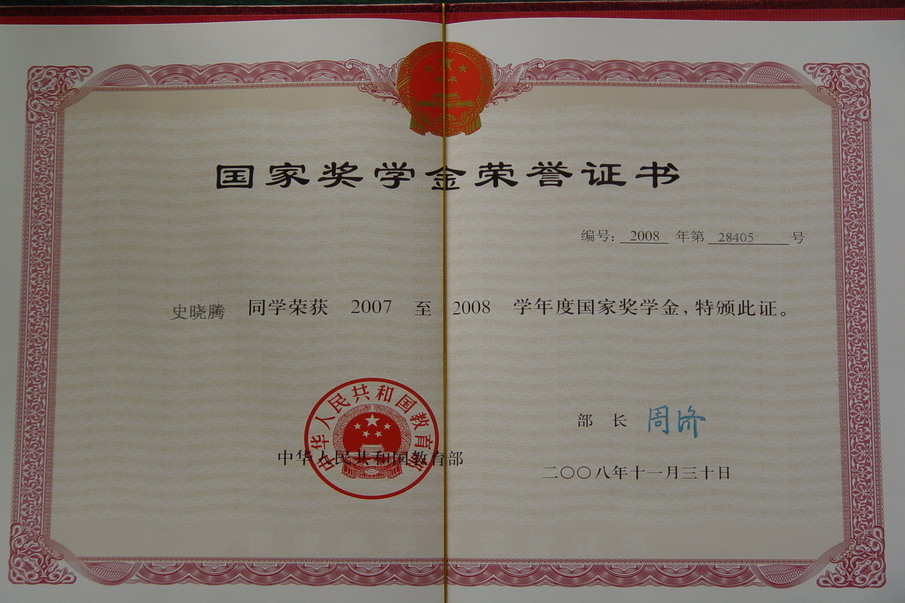 国家奖学金荣誉证书
编号: 2008 年第 28405 号
史晓腾 同学荣获 2007 至 2008 学年度国家奖学金,特颁此证。
中华人民共和国教育部
部 长 周济
中华人民共和国教育部
二〇〇八年十一月三十日